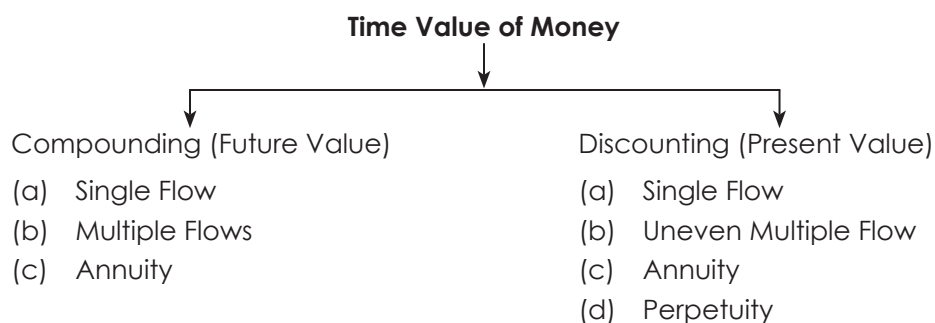 Time Value of Money
Compounding (Future Value)
(a) Single Flow
(b) Multiple Flows
(c) Annuity
Discounting (Present Value)
(a) Single Flow
(b) Uneven Multiple Flow
(c) Annuity
(d) Perpetuity